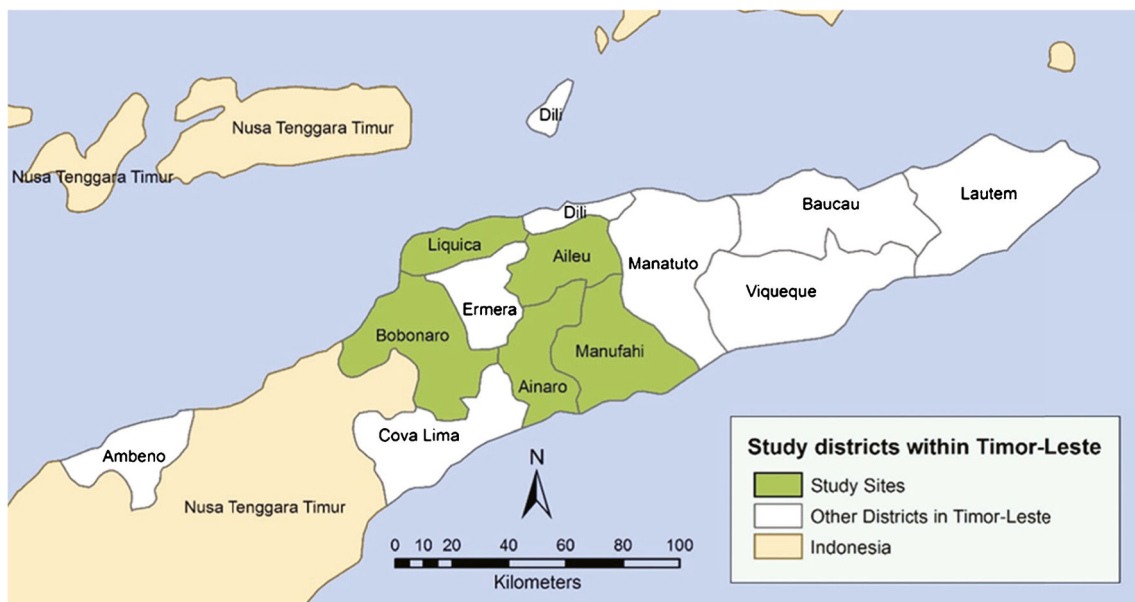 Dili
Nusa Tenggara Timur
Nusa Tenggara Timur
Lautem
Baucau
Dili
Liquica
Aileu
Manatuto
Viqueque
Ermera
Bobonaro
Manufahi
Ainaro
Cova Lima
Ambeno
Nusa Tenggara Timur
N
0 10 20 40 60 80 100
Kilometers
Study districts within Timor-Leste
Study Sites
Other Districts in Timor-Leste
Indonesia